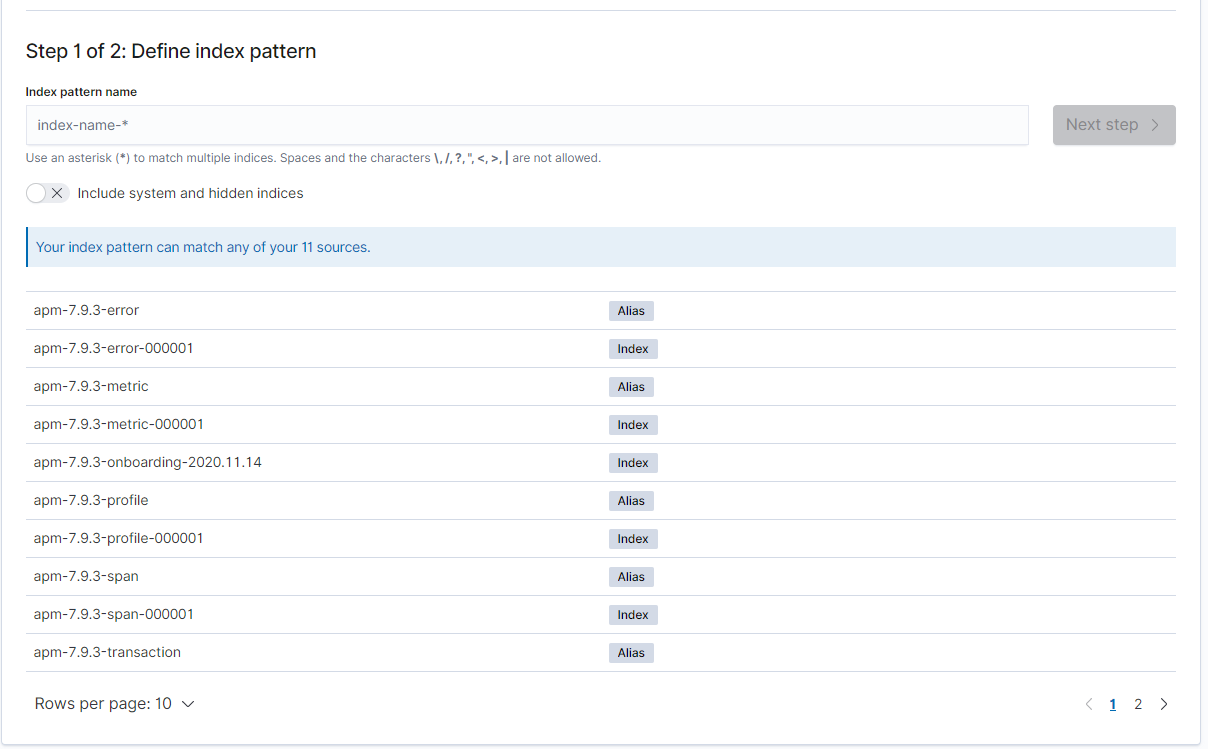 Step 1 of 2: Define index pattern
Index pattern name
index-name-*
Next step
Use an asterisk (*) to match multiple indices. Spaces and the characters \, /, ?, ", <, >, | are not allowed.
Include system and hidden indices
Your index pattern can match any of your 11 sources.
apm-7.9.3-error Alias
apm-7.9.3-error-000001 Index
apm-7.9.3-metric Alias
apm-7.9.3-metric-000001 Index
apm-7.9.3-onboarding-2020.11.14 Index
apm-7.9.3-profile Alias
apm-7.9.3-profile-000001 Index
apm-7.9.3-span Alias
apm-7.9.3-span-000001 Index
apm-7.9.3-transaction Alias
Rows per page: 10 1 2